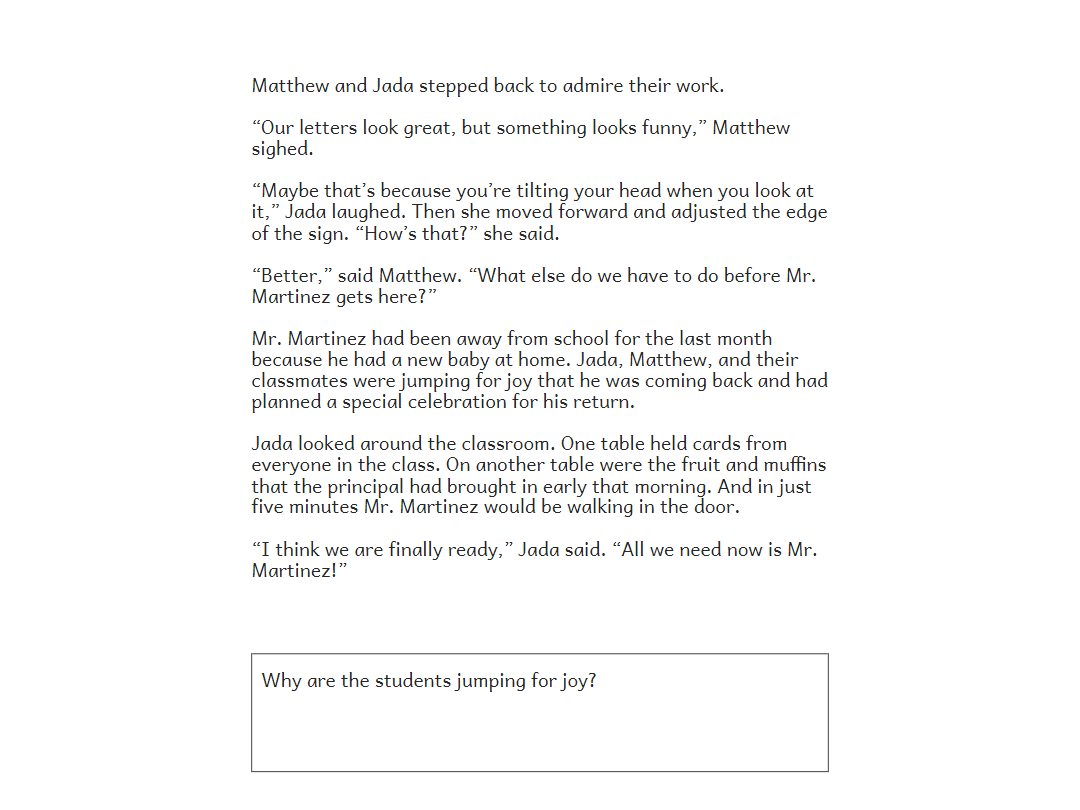 Matthew and Jada stepped back to admire their work.
“Our letters look great, but something looks funny,” Matthew
sighed.
“Maybe that’s because you’re tilting your head when you look at
it,” Jada laughed. Then she moved forward and adjusted the edge
of the sign. “How’s that?” she said.
“Better,” said Matthew. “What else do we have to do before Mr.
Martinez gets here?”
Mr. Martinez had been away from school for the last month
because he had a new baby at home. Jada, Matthew, and their
classmates were jumping for joy that he was coming back and had
planned a special celebration for his return.
Jada looked around the classroom. One table held cards from
everyone in the class. On another table were the fruit and muffins
that the principal had brought in early that morning. And in just
five minutes Mr. Martinez would be walking in the door.
“I think we are finally ready,” Jada said. “All we need now is Mr.
Martinez!”
Why are the students jumping for joy?